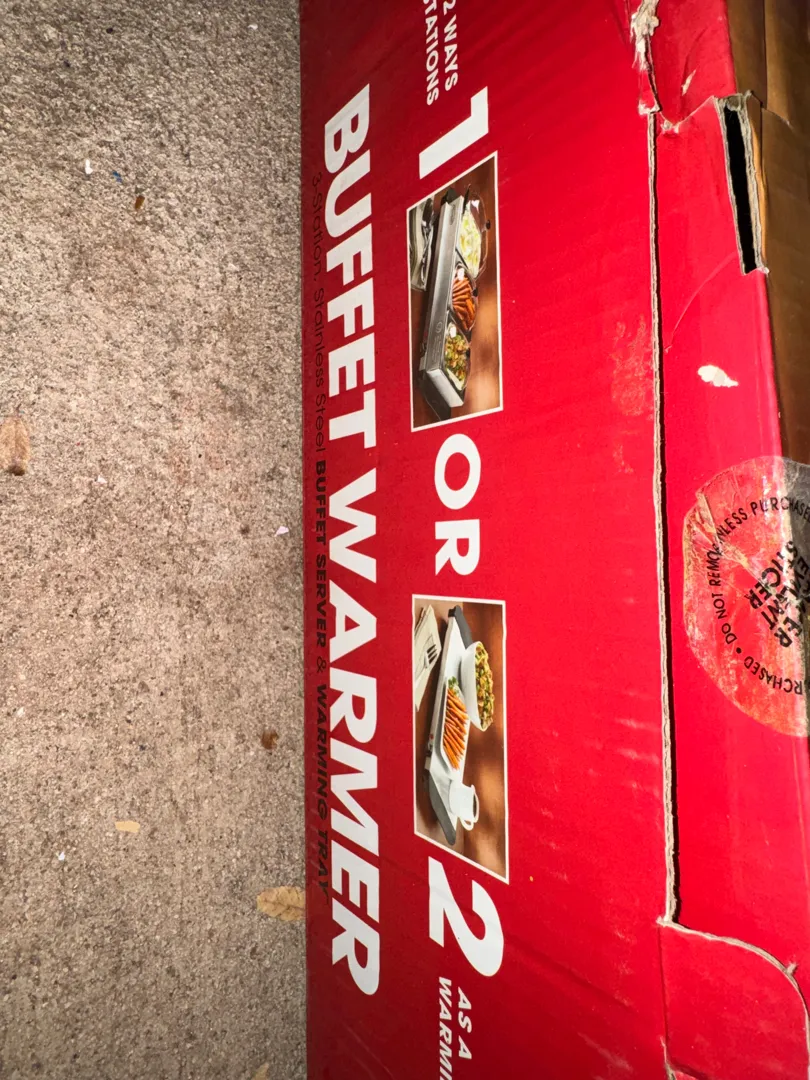 DO NOT REMOVE UNLESS PURCHASED
STICKER
2 WAYS
STATIONS
1
OR
2
AS A
WARMI
BUFFET WARMER
3-Station, Stainless Steel BUFFET SERVER & WARMING TRAY